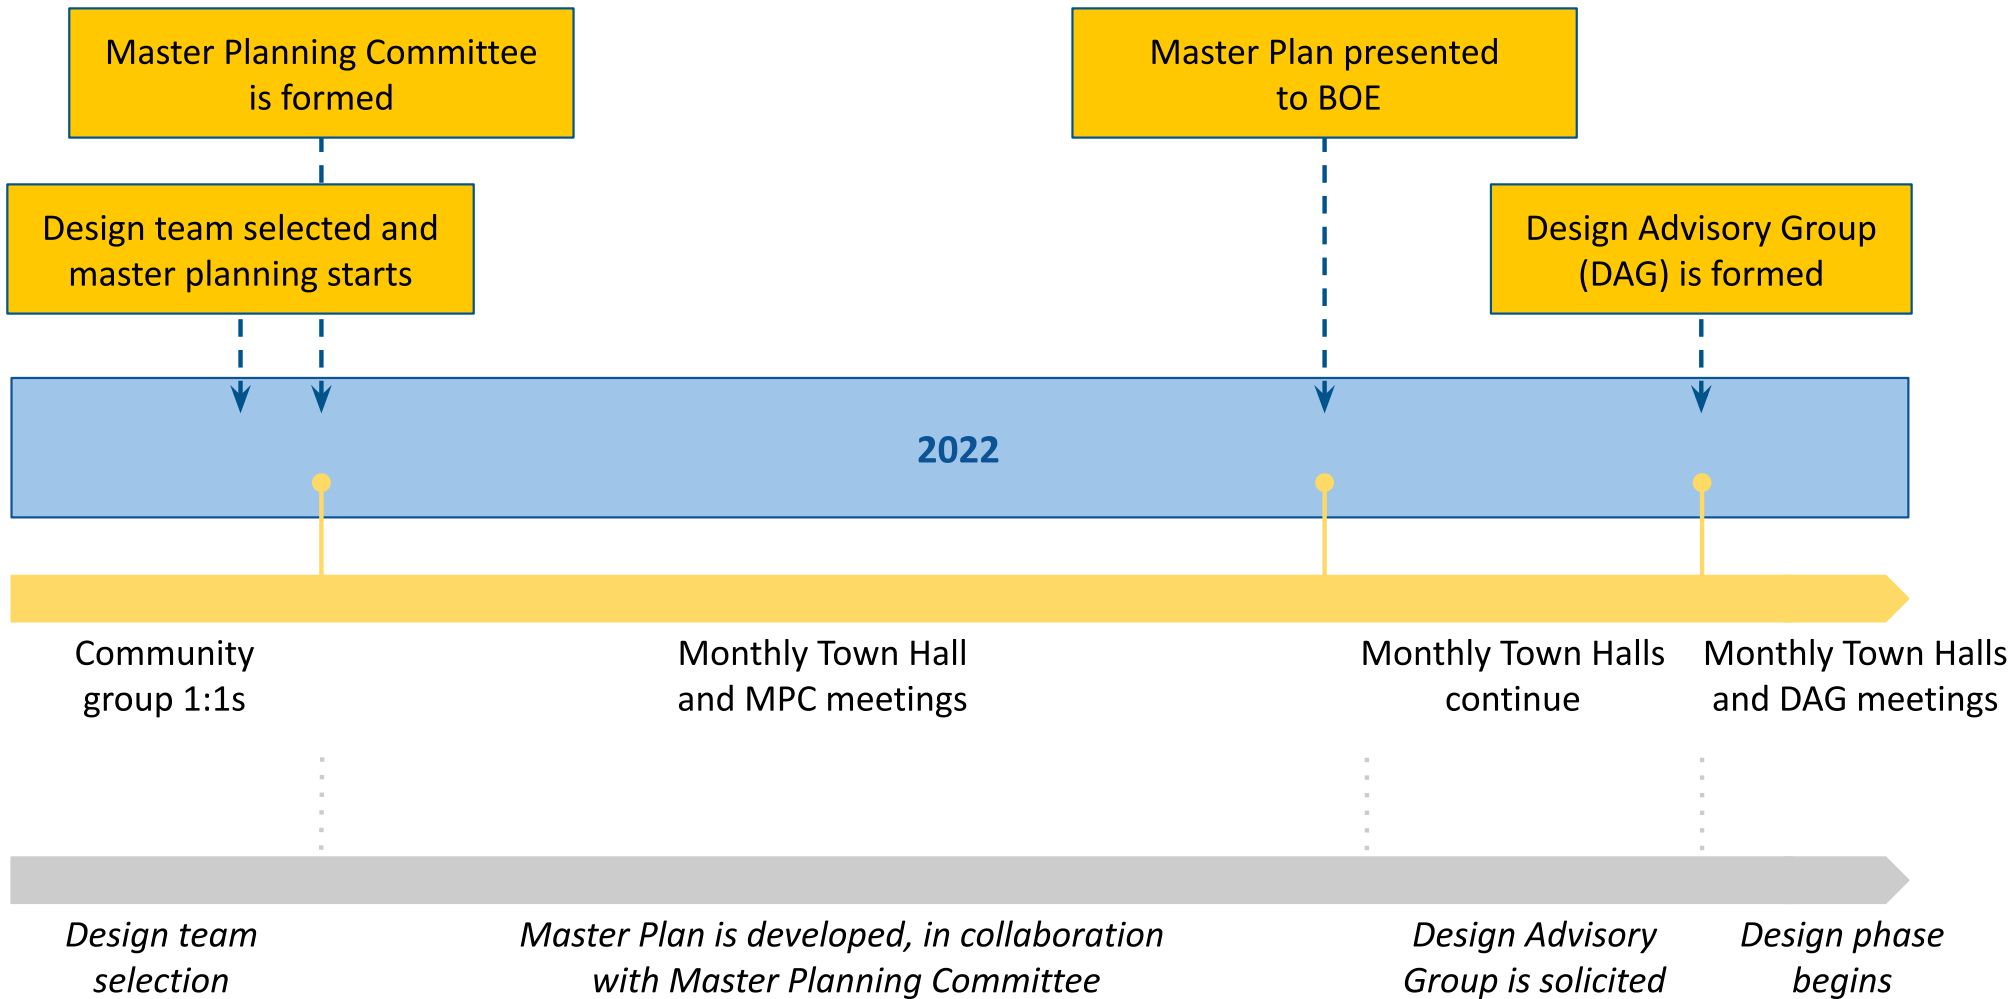 Master Planning Committee
is formed
Master Plan presented
to BOE
Design team selected and
master planning starts
Design Advisory Group
(DAG) is formed
2022
Community
group 1:1s
Monthly Town Hall
and MPC meetings
Monthly Town Halls
continue
Monthly Town Halls
and DAG meetings
Design team
selection
Master Plan is developed, in collaboration
with Master Planning Committee
Design Advisory
Group is solicited
Design phase
begins